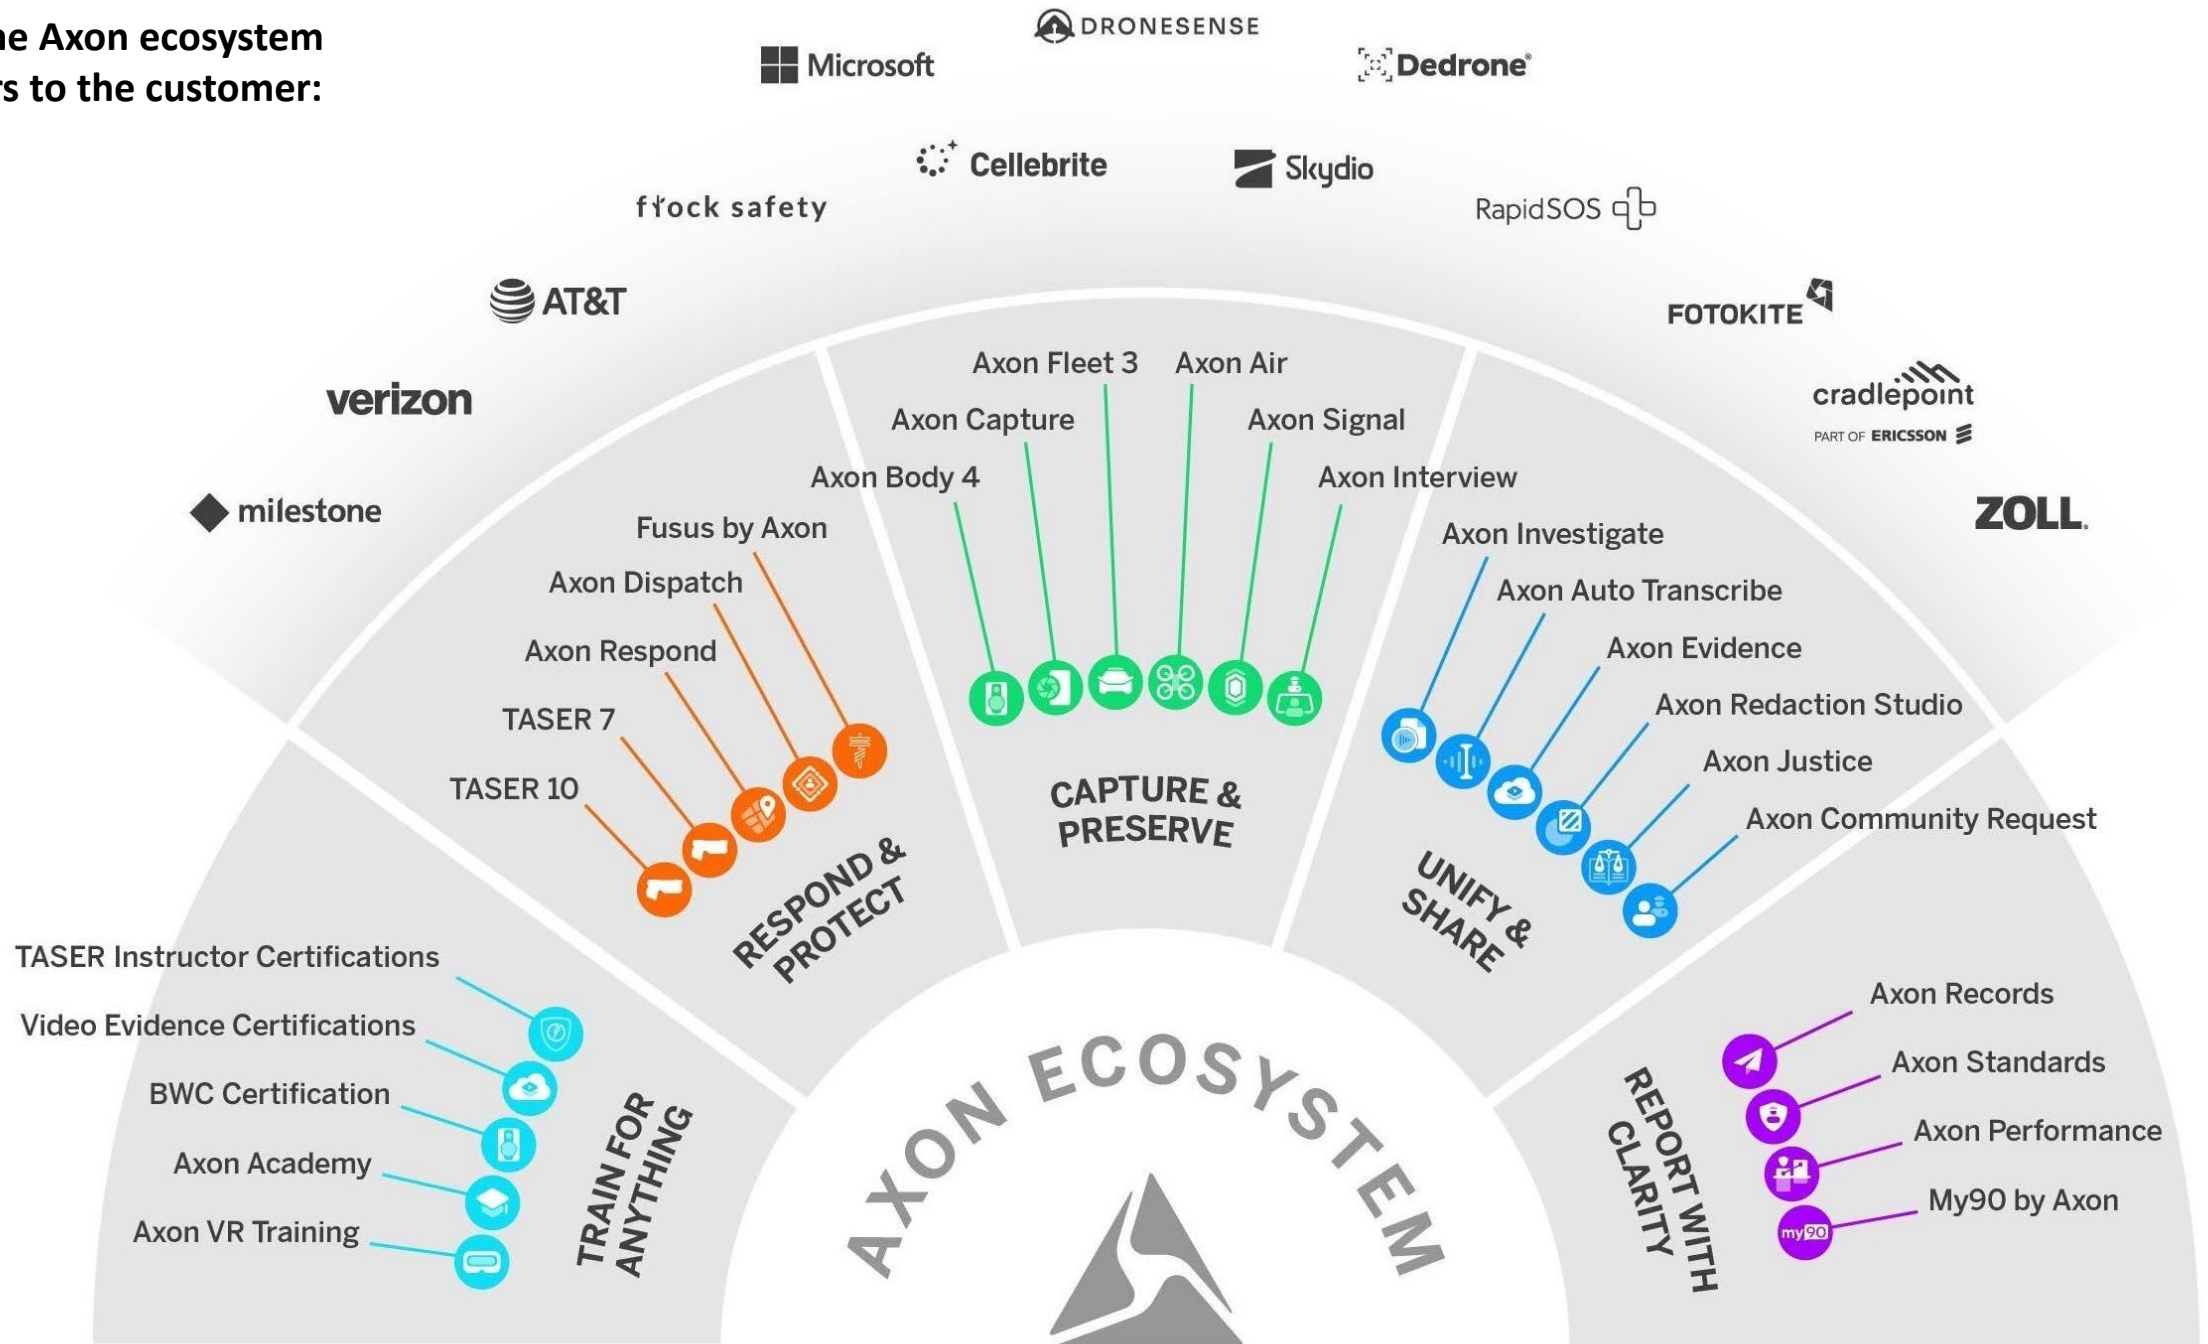 ne Axon ecosystem
rs to the customer:
DRONESENSE
Microsoft
Dedrone®
Cellebrite
Skydio
flock safety
RapidSOS
AT&T
FOTOKITE
verizon
cradlepoint
PART OF ERICSSON
milestone
ZOLL.
TASER Instructor Certifications
Video Evidence Certifications
BWC Certification
Axon Academy
Axon VR Training
TRAIN FOR
ANYTHING
Fusus by Axon
Axon Dispatch
Axon Respond
TASER 7
TASER 10
RESPOND &
PROTECT
Axon Fleet 3
Axon Air
Axon Capture
Axon Signal
Axon Body 4
Axon Interview
CAPTURE &
PRESERVE
Axon Investigate
Axon Auto Transcribe
Axon Evidence
Axon Redaction Studio
Axon Justice
Axon Community Request
UNIFY &
SHARE
Axon Records
Axon Standards
Axon Performance
My90 by Axon
my90
REPORT WITH
CLARITY
AXON ECOSYSTEM